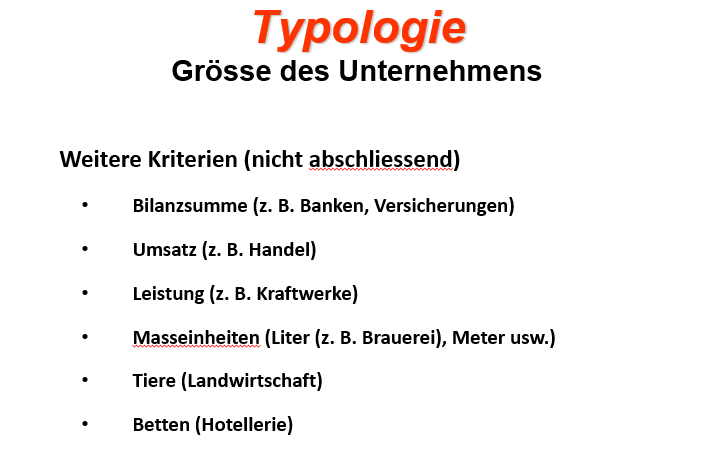 Typologie
Grösse des Unternehmens
Weitere Kriterien (nicht abschliessend)
• Bilanzsumme (z. B. Banken, Versicherungen)
• Umsatz (z. B. Handel)
• Leistung (z. B. Kraftwerke)
• Masseinheiten (Liter (z. B. Brauerei), Meter usw.)
• Tiere (Landwirtschaft)
• Betten (Hotellerie)